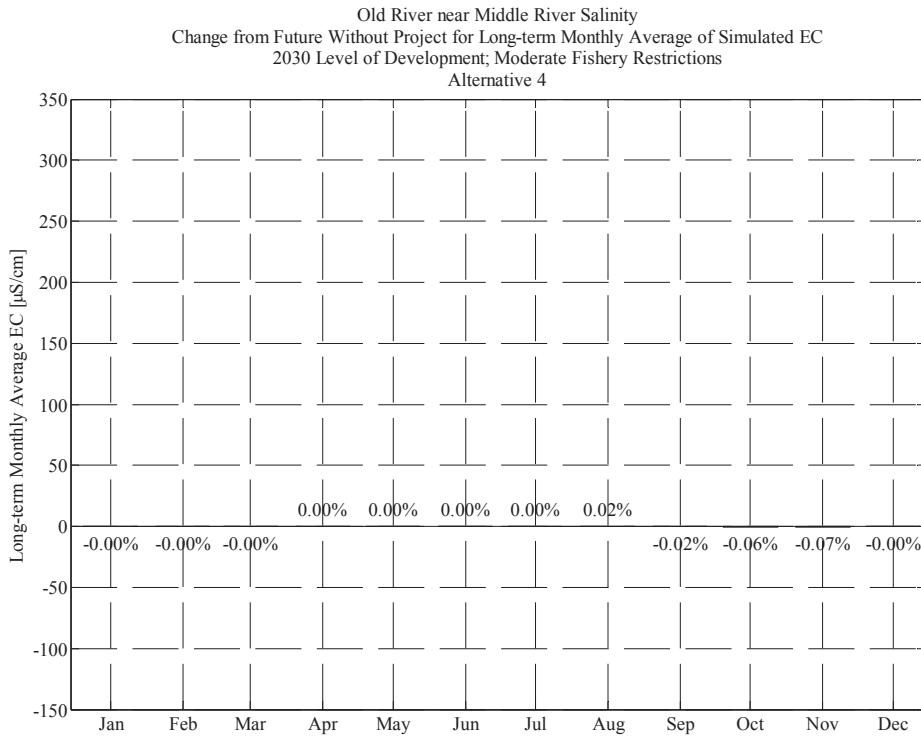 Old River near Middle River Salinity
Change from Future Without Project for Long-term Monthly Average of Simulated EC
2030 Level of Development; Moderate Fishery Restrictions
Alternative 4
Long-term Monthly Average EC [µS/cm]
350
300
250
200
150
100
50
0
-50
-100
-150
0.00% 0.00% 0.00% 0.00% 0.02%
-0.00% -0.00% -0.00% -0.02% -0.06% -0.07% -0.00%
Jan Feb Mar Apr May Jun Jul Aug Sep Oct Nov Dec